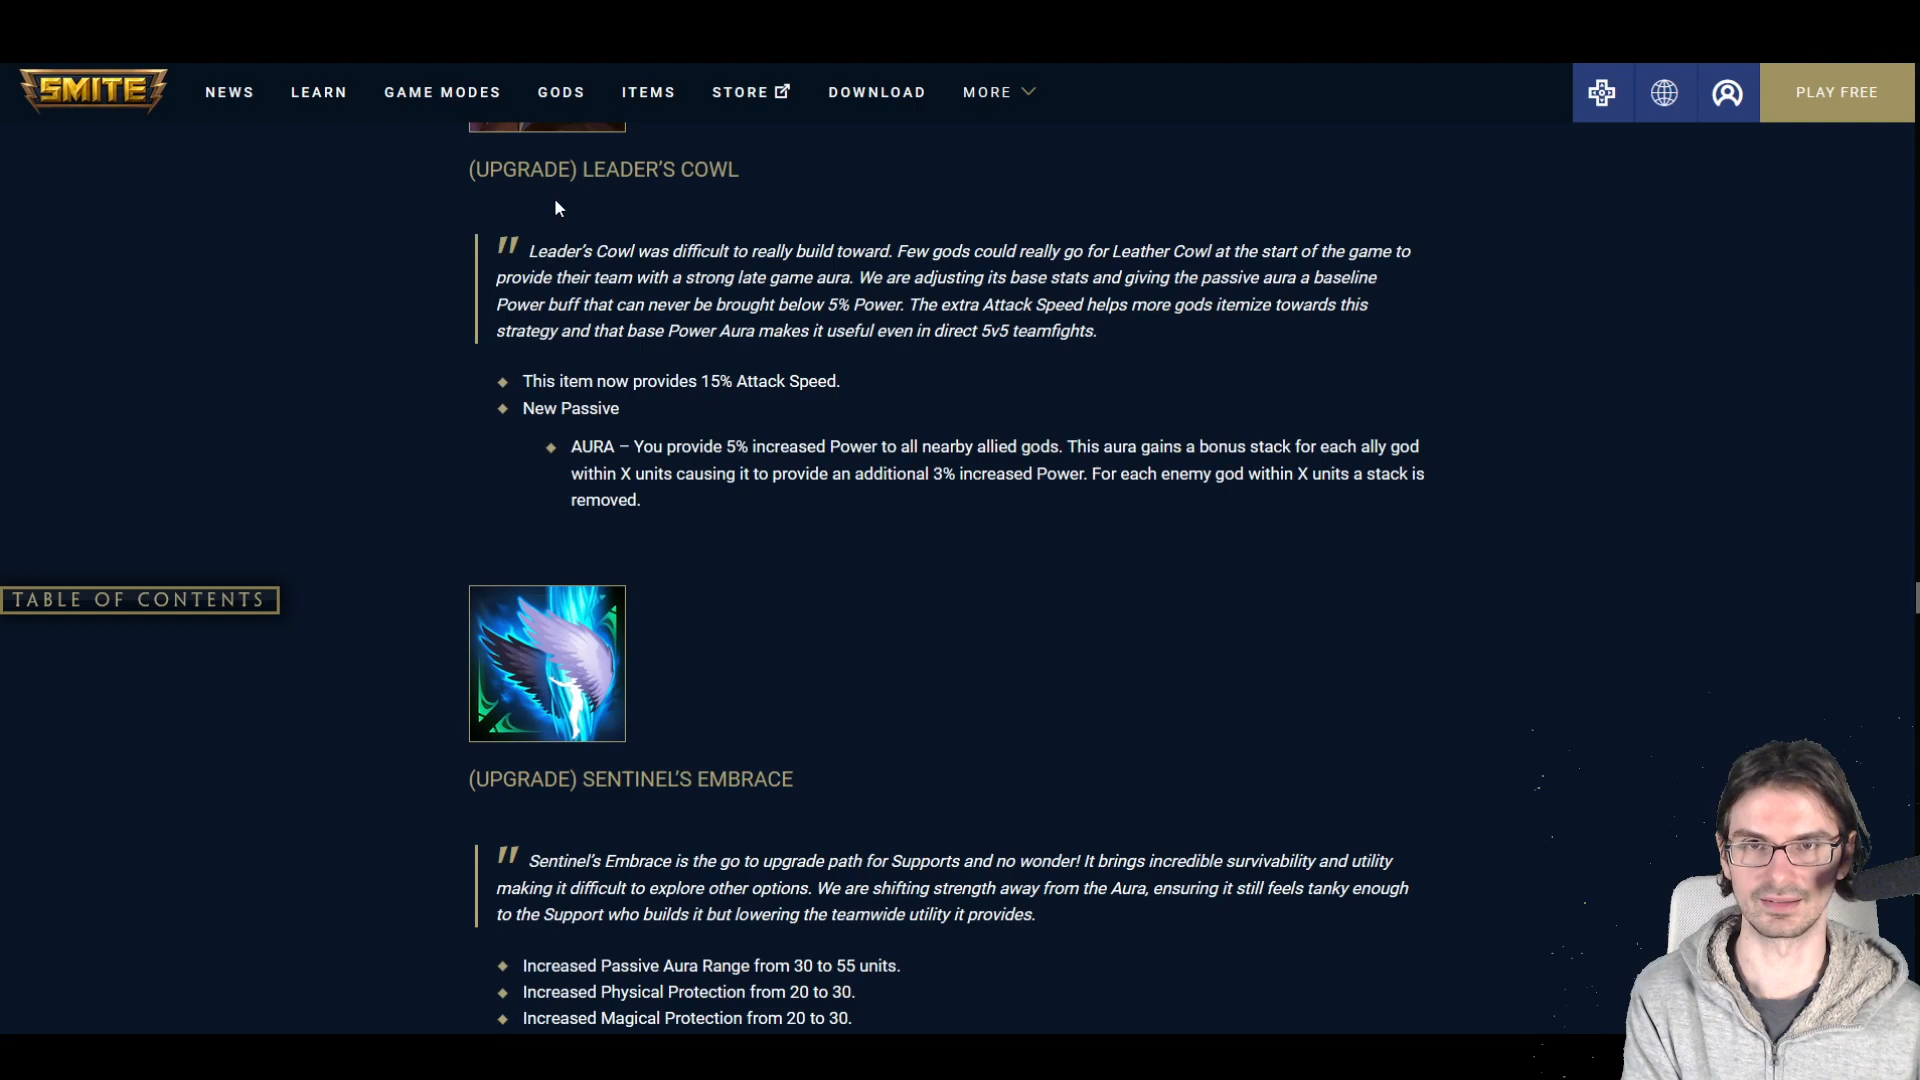 SMITE
NEWS LEARN GAME MODES GODS ITEMS STORE DOWNLOAD MORE PLAY FREE
(UPGRADE) LEADER’S COWL
" Leader’s Cowl was difficult to really build toward. Few gods could really go for Leather Cowl at the start of the game to
provide their team with a strong late game aura. We are adjusting its base stats and giving the passive aura a baseline
Power buff that can never be brought below 5% Power. The extra Attack Speed helps more gods itemize towards this
strategy and that base Power Aura makes it useful even in direct 5v5 teamfights.
This item now provides 15% Attack Speed.
New Passive
AURA – You provide 5% increased Power to all nearby allied gods. This aura gains a bonus stack for each ally god
within X units causing it to provide an additional 3% increased Power. For each enemy god within X units a stack is
removed.
TABLE OF CONTENTS
(UPGRADE) SENTINEL’S EMBRACE
" Sentinel’s Embrace is the go to upgrade path for Supports and no wonder! It brings incredible survivability and utility
making it difficult to explore other options. We are shifting strength away from the Aura, ensuring it still feels tanky enough
to the Support who builds it but lowering the teamwide utility it provides.
Increased Passive Aura Range from 30 to 55 units.
Increased Physical Protection from 20 to 30.
Increased Magical Protection from 20 to 30.